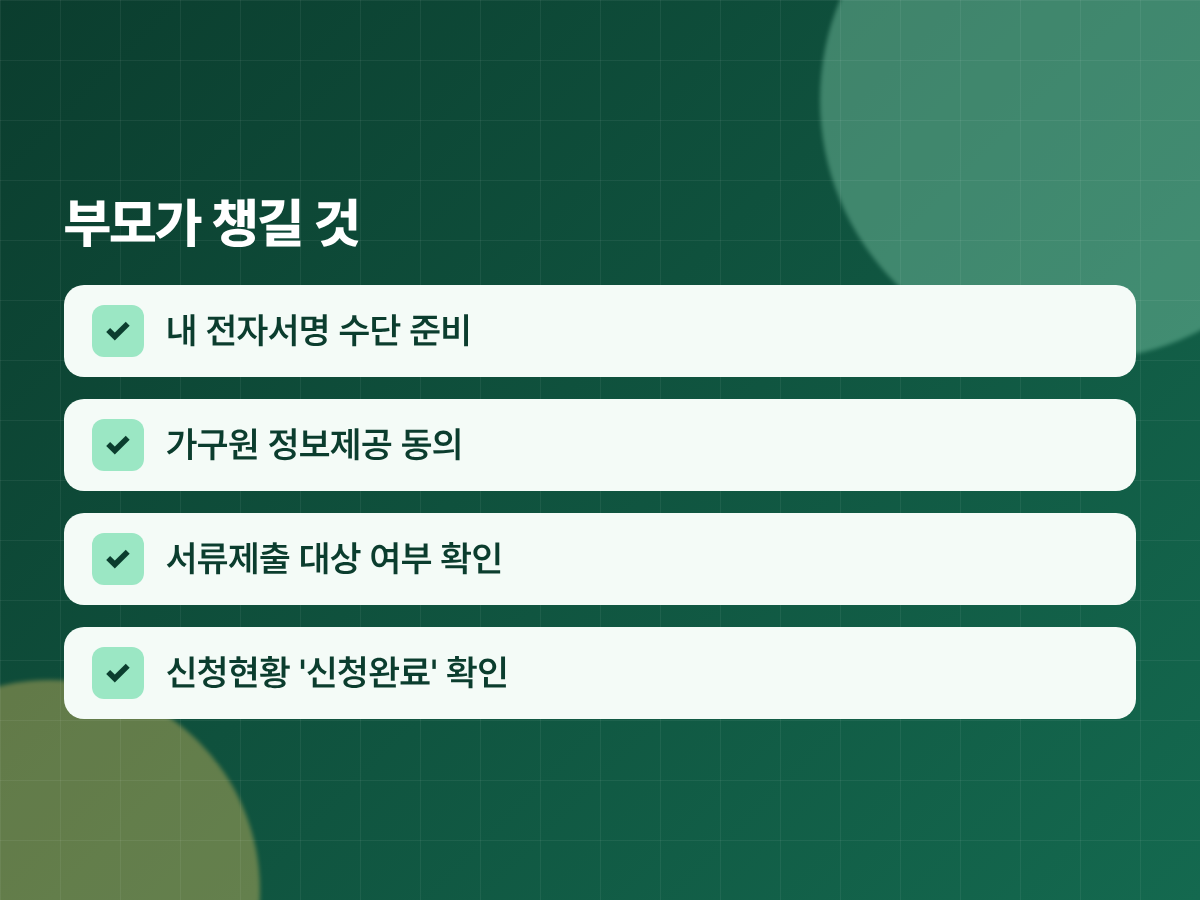 부모가 챙길 것
내 전자서명 수단 준비
가구원 정보제공 동의
서류제출 대상 여부 확인
신청현황 '신청완료' 확인